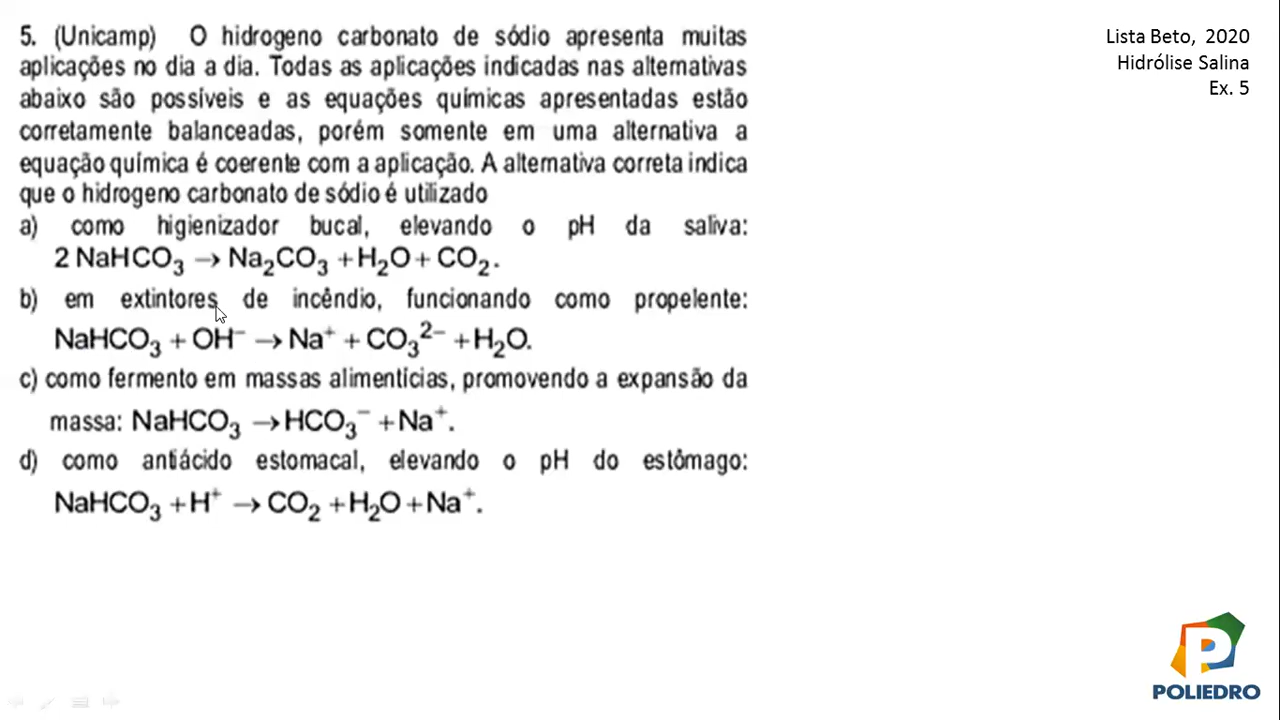 5. (Unicamp) O hidrogeno carbonato de sódio apresenta muitas
aplicações no dia a dia. Todas as aplicações indicadas nas alternativas
abaixo são possíveis e as equações químicas apresentadas estão
corretamente balanceadas, porém somente em uma alternativa a
equação química é coerente com a aplicação. A alternativa correta indica
que o hidrogeno carbonato de sódio é utilizado
a) como higienizador bucal, elevando o pH da saliva:
2 NaHCO₃ → Na₂CO₃ + H₂O + CO₂.
b) em extintores de incêndio, funcionando como propelente:
NaHCO₃ + OH⁻ → Na⁺ + CO₃²⁻ + H₂O.
c) como fermento em massas alimentícias, promovendo a expansão da
massa: NaHCO₃ → HCO₃⁻ + Na⁺.
d) como antiácido estomacal, elevando o pH do estômago:
NaHCO₃ + H⁺ → CO₂ + H₂O + Na⁺.
Lista Beto, 2020
Hidrólise Salina
Ex. 5
POLIEDRO